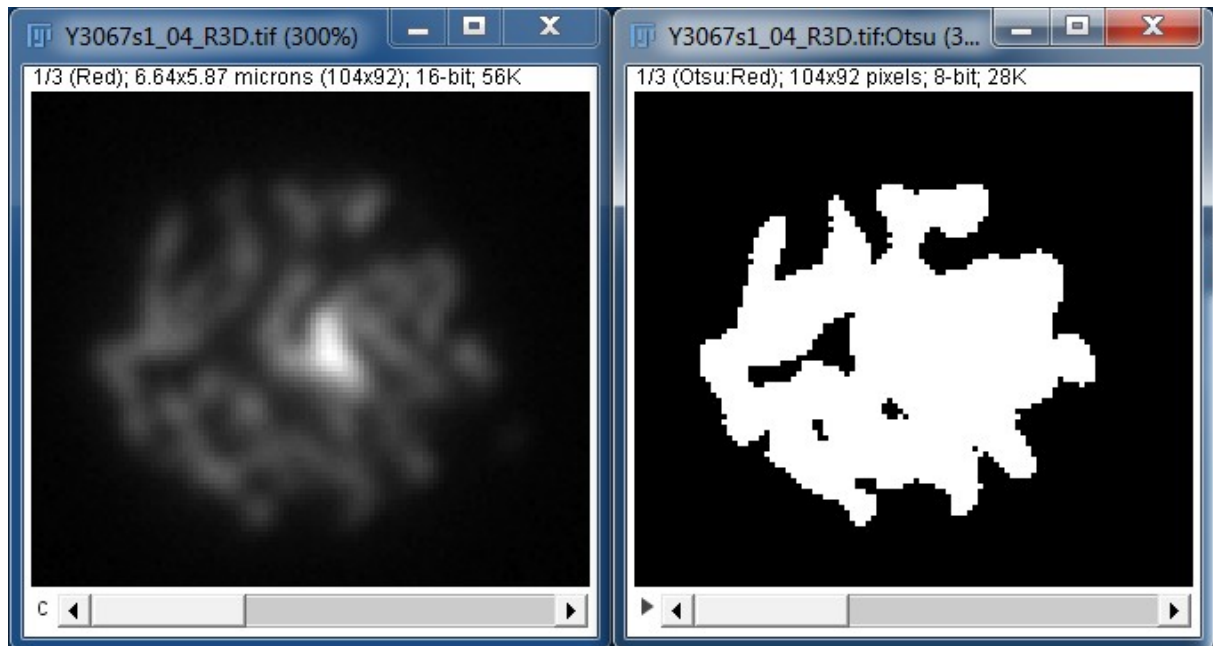 Y3067s1_04_R3D.tif (300%)
1/3 (Red); 6.64x5.87 microns (104x92); 16-bit; 56K
C
Y3067s1_04_R3D.tif:Otsu (3...
1/3 (Otsu:Red); 104x92 pixels; 8-bit; 28K